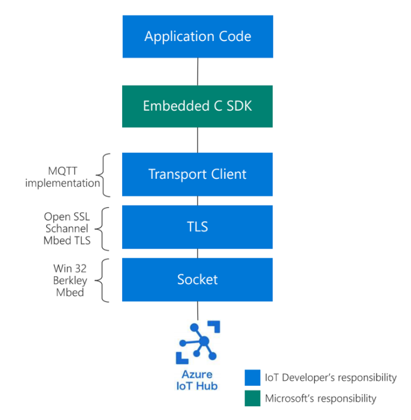 Application Code
Embedded C SDK
MQTT
implementation
Transport Client
Open SSL
Schannel
Mbed TLS
TLS
Win 32
Berkley
Mbed
Socket
Azure
IoT Hub
IoT Developer's responsibility
Microsoft's responsibility